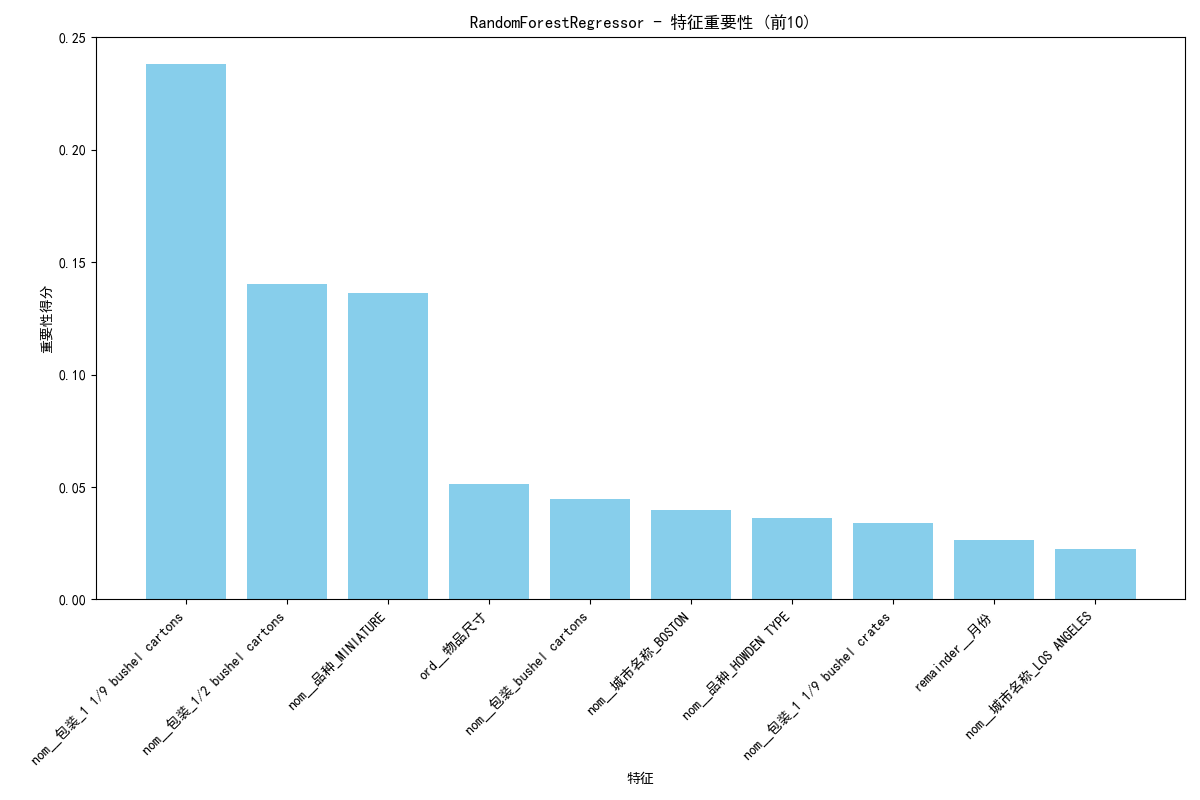 RandomForestRegressor - 特征重要性 (前10)
重要性得分
0.25
0.20
0.15
0.10
0.05
0.00
nom__包装_1 1/9 bushel cartons
nom__包装_1/2 bushel cartons
nom__品种_MINIATURE
ord__物品尺寸
nom__包装_bushel cartons
nom__城市名称_BOSTON
nom__品种_HOWDEN TYPE
nom__包装_1 1/9 bushel crates
remainder__月份
nom__城市名称_LOS ANGELES
特征